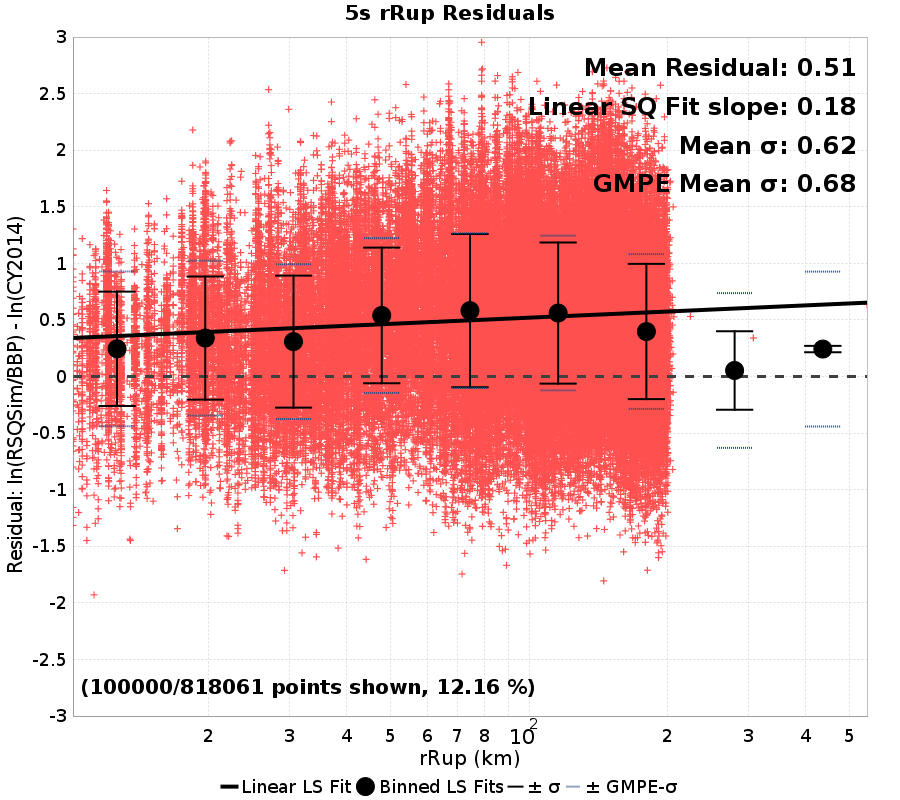 5s rRup Residuals
Mean Residual: 0.51
Linear SQ Fit slope: 0.18
Mean σ: 0.62
GMPE Mean σ: 0.68
3
2.5
2
1.5
1
0.5
0
-0.5
-1
-1.5
-2
-2.5
-3
Residual: ln(RSQSim/BBP) - ln(CY2014)
(100000/818061 points shown, 12.16 %)
2 3 4 5 6 7 8 10² 2 3 4 5
rRup (km)
Linear LS Fit Binned LS Fits ± σ ± GMPE-σ